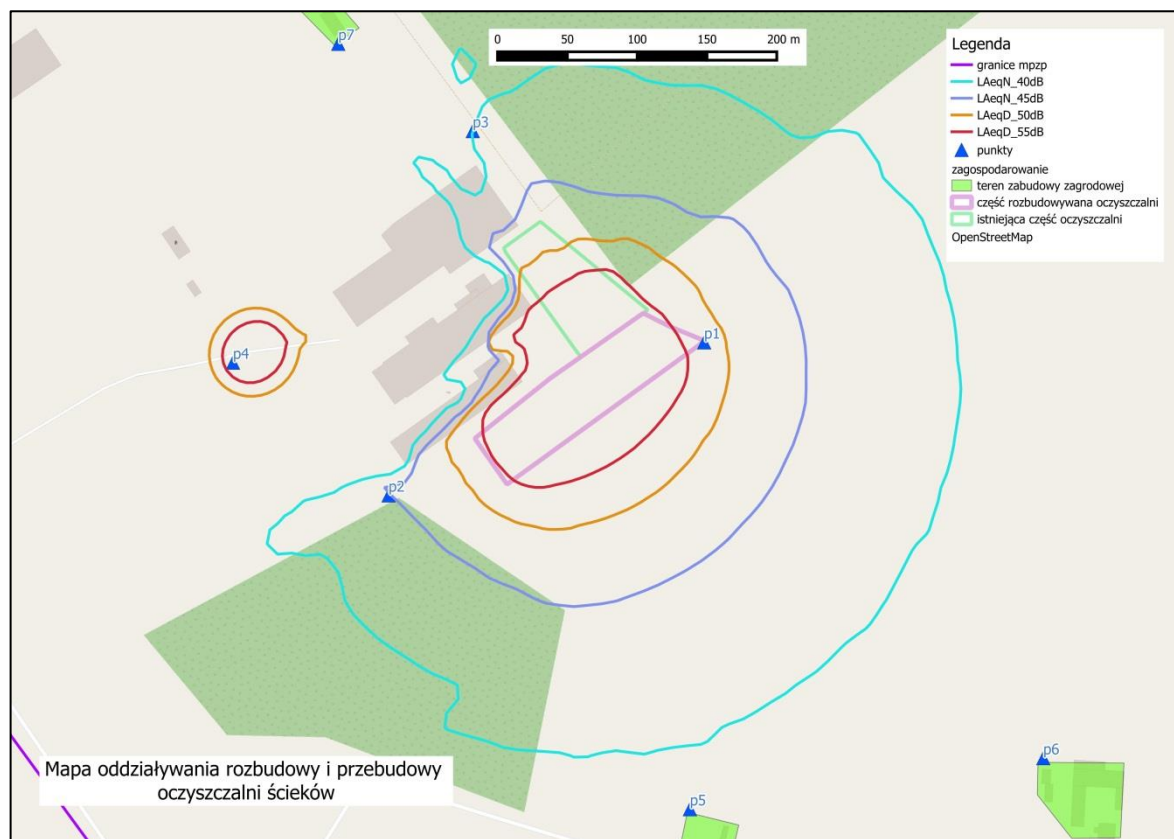 p7
0 50 100 150 200 m
Legenda
granice mpzp
LAeqN_40dB
LAeqN_45dB
LAeqD_50dB
LAeqD_55dB
punkty
zagospodarowanie
teren zabudowy zagrodowej
część rozbudowywana oczyszczalni
istniejąca część oczyszczalni
OpenStreetMap
p3
p1
p4
p2
p6
p5
Mapa oddziaływania rozbudowy i przebudowy
oczyszczalni ścieków